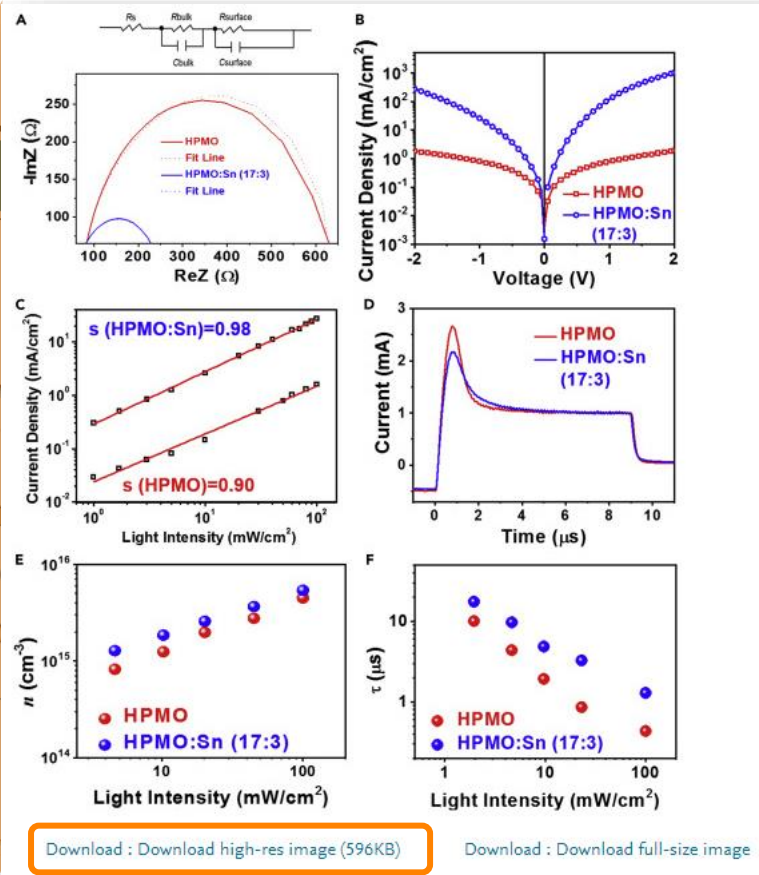 A
Rs
Rbulk
Rsurface
Cbulk
Csurface
-ImZ (Ω)
250
200
150
100
HPMO
Fit Line
HPMO:Sn (17:3)
Fit Line
100 200 300 400 500 600
ReZ (Ω)
B
Current Density (mA/cm²)
10³
10²
10¹
10⁰
10⁻¹
10⁻²
10⁻³
HPMO
HPMO:Sn
(17:3)
-2 -1 0 1 2
Voltage (V)
C
Current Density (mA/cm²)
10¹
10⁰
10⁻¹
10⁻²
s (HPMO:Sn)=0.98
s (HPMO)=0.90
10⁰ 10¹ 10²
Light Intensity (mW/cm²)
D
Current (mA)
3
2
1
0
HPMO
HPMO:Sn
(17:3)
0 2 4 6 8 10
Time (μs)
E
n (cm⁻³)
10¹⁶
10¹⁵
10¹⁴
HPMO
HPMO:Sn (17:3)
10 100
Light Intensity (mW/cm²)
F
τ (μs)
10
1
HPMO
HPMO:Sn (17:3)
1 10 100
Light Intensity (mW/cm²)
Download : Download high-res image (596KB)
Download : Download full-size image